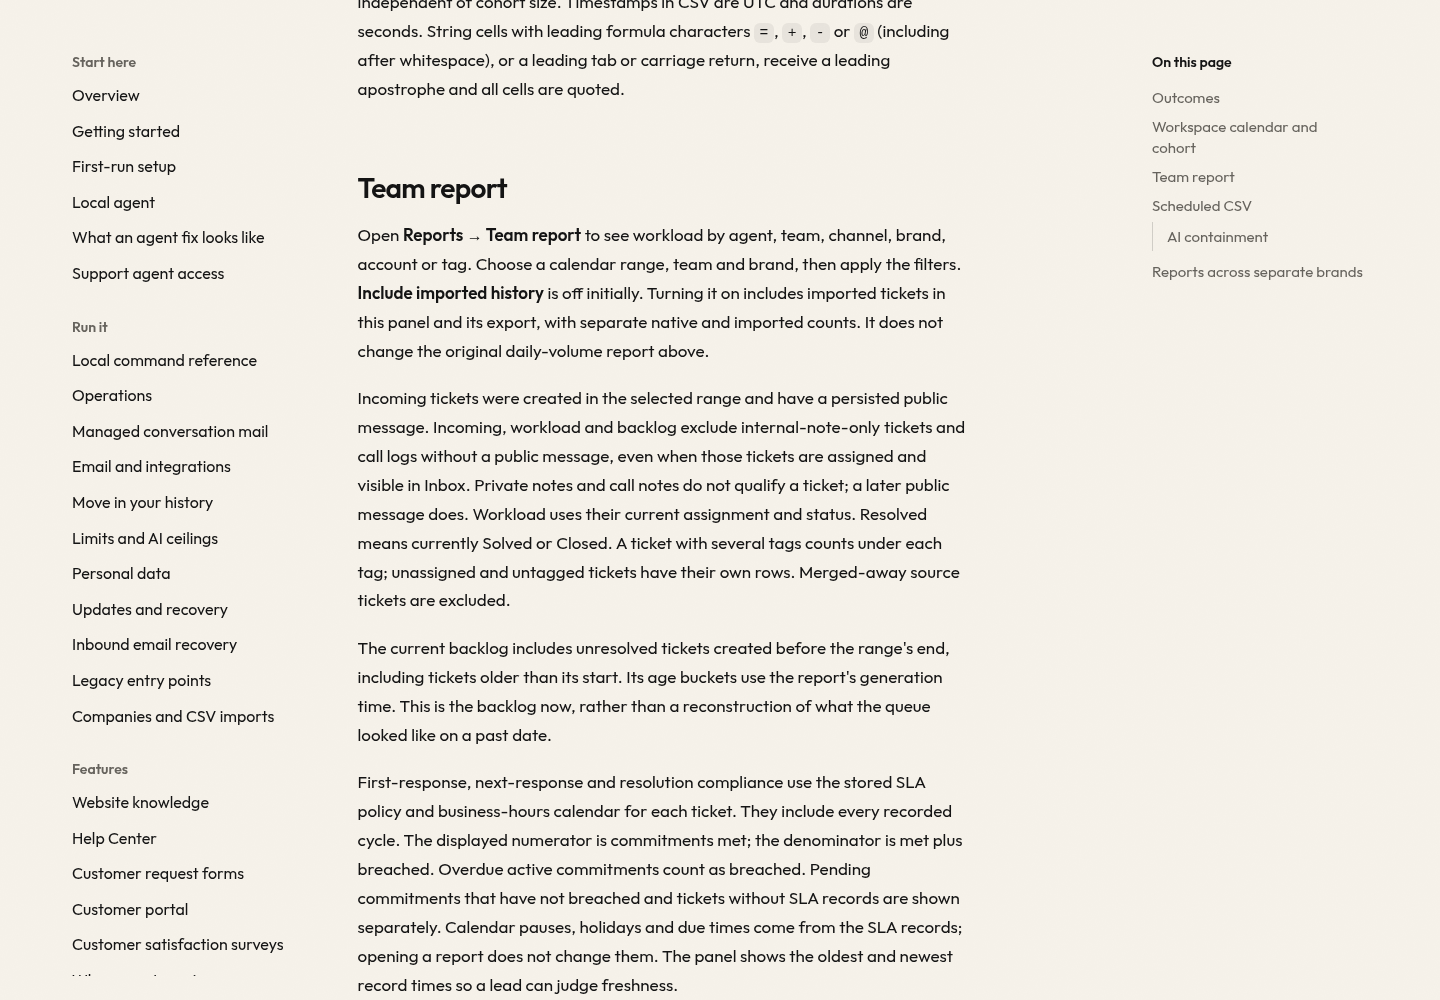 Start here
Overview
Getting started
First-run setup
Local agent
What an agent fix looks like
Support agent access
Run it
Local command reference
Operations
Managed conversation mail
Email and integrations
Move in your history
Limits and AI ceilings
Personal data
Updates and recovery
Inbound email recovery
Legacy entry points
Companies and CSV imports
Features
Website knowledge
Help Center
Customer request forms
Customer portal
Customer satisfaction surveys
independent of cohort size. Timestamps in CSV are UTC and durations are
seconds. String cells with leading formula characters =, +, - or @ (including
after whitespace), or a leading tab or carriage return, receive a leading
apostrophe and all cells are quoted.
Team report
Open Reports → Team report to see workload by agent, team, channel, brand,
account or tag. Choose a calendar range, team and brand, then apply the filters.
Include imported history is off initially. Turning it on includes imported tickets in
this panel and its export, with separate native and imported counts. It does not
change the original daily-volume report above.
Incoming tickets were created in the selected range and have a persisted public
message. Incoming, workload and backlog exclude internal-note-only tickets and
call logs without a public message, even when those tickets are assigned and
visible in Inbox. Private notes and call notes do not qualify a ticket; a later public
message does. Workload uses their current assignment and status. Resolved
means currently Solved or Closed. A ticket with several tags counts under each
tag; unassigned and untagged tickets have their own rows. Merged-away source
tickets are excluded.
The current backlog includes unresolved tickets created before the range's end,
including tickets older than its start. Its age buckets use the report's generation
time. This is the backlog now, rather than a reconstruction of what the queue
looked like on a past date.
First-response, next-response and resolution compliance use the stored SLA
policy and business-hours calendar for each ticket. They include every recorded
cycle. The displayed numerator is commitments met; the denominator is met plus
breached. Overdue active commitments count as breached. Pending
commitments that have not breached and tickets without SLA records are shown
separately. Calendar pauses, holidays and due times come from the SLA records;
opening a report does not change them. The panel shows the oldest and newest
record times so a lead can judge freshness.
On this page
Outcomes
Workspace calendar and
cohort
Team report
Scheduled CSV
AI containment
Reports across separate brands